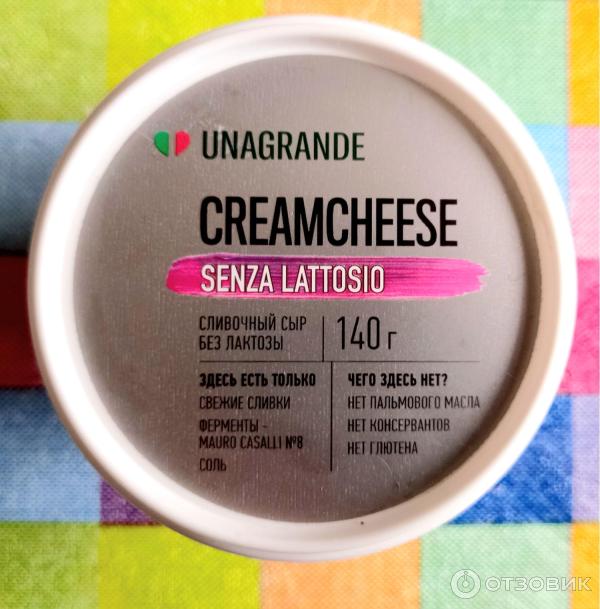 UNAGRANDE
CREAMCHEESE
SENZA LATTOSIO
СЛИВОЧНЫЙ СЫР
БЕЗ ЛАКТОЗЫ
140 г
ЗДЕСЬ ЕСТЬ ТОЛЬКО
СВЕЖИЕ СЛИВКИ
ФЕРМЕНТЫ -
MAURO CASALLI №8
СОЛЬ
ЧЕГО ЗДЕСЬ НЕТ?
НЕТ ПАЛЬМОВОГО МАСЛА
НЕТ КОНСЕРВАНТОВ
НЕТ ГЛЮТЕНА
ОТЗОВИК